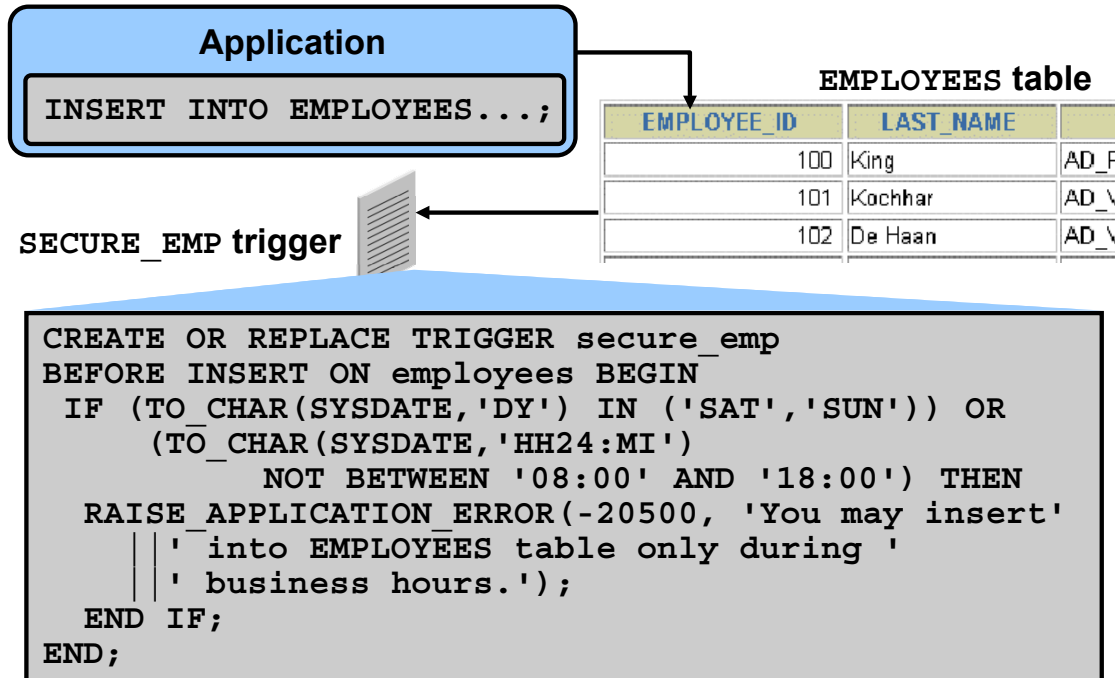 Application
INSERT INTO EMPLOYEES...;
EMPLOYEES table
EMPLOYEE_ID LAST_NAME
100 King AD_P
101 Kochhar AD_V
102 De Haan AD_V
SECURE_EMP trigger
CREATE OR REPLACE TRIGGER secure_emp
BEFORE INSERT ON employees BEGIN
IF (TO_CHAR(SYSDATE,'DY') IN ('SAT','SUN')) OR
(TO_CHAR(SYSDATE,'HH24:MI')
NOT BETWEEN '08:00' AND '18:00') THEN
RAISE_APPLICATION_ERROR(-20500, 'You may insert'
||' into EMPLOYEES table only during '
||' business hours.');
END IF;
END;